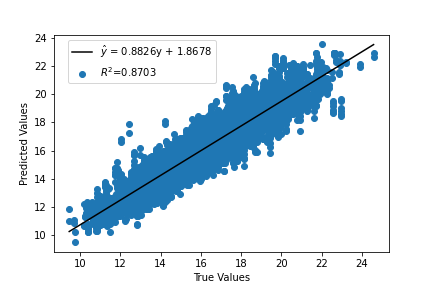 24
22
20
18
16
14
12
10
Predicted Values
ŷ = 0.8826y + 1.8678
R²=0.8703
10 12 14 16 18 20 22 24
True Values